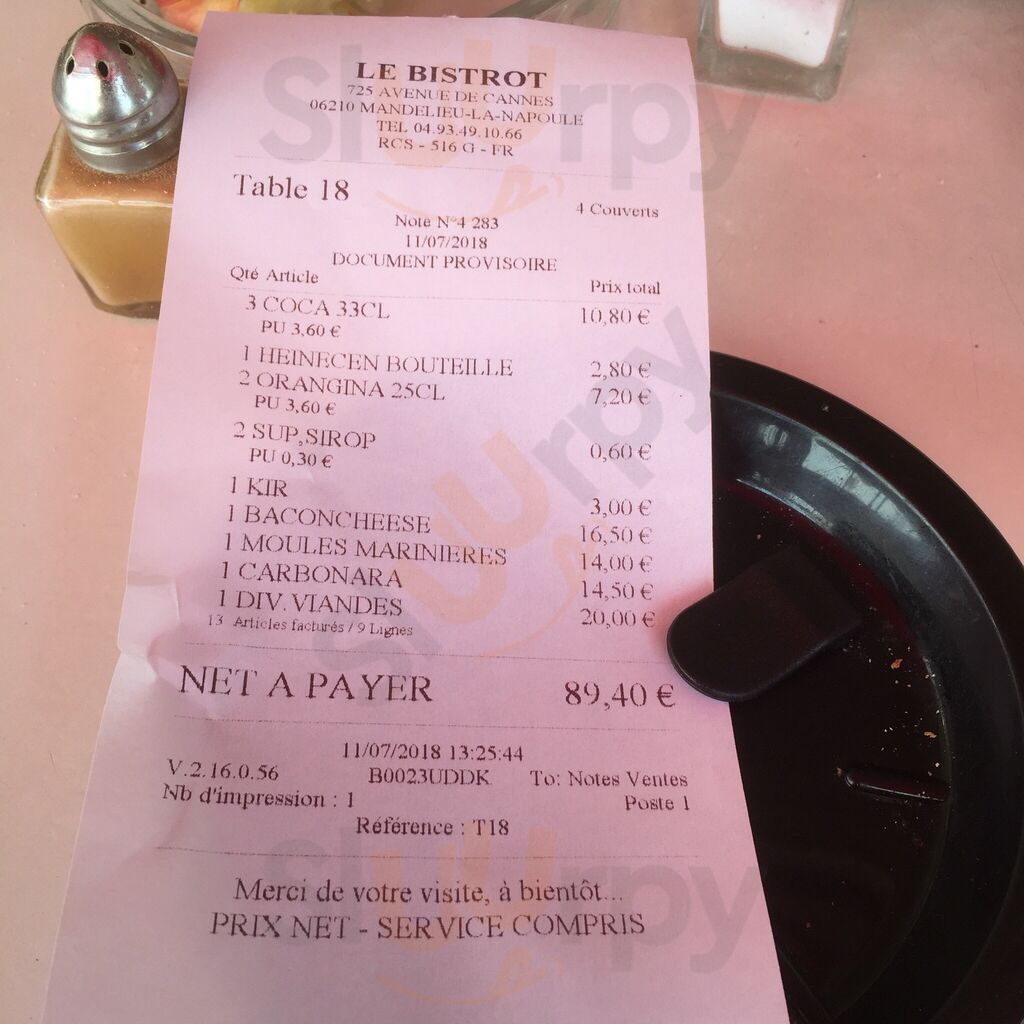 LE BISTROT
725 AVENUE DE CANNES
06210 MANDELIEU-LA-NAPOULE
TEL 04.93.49.10.66
RCS - 516 G - FR
Table 18
4 Couverts
Note N°4 283
11/07/2018
DOCUMENT PROVISOIRE
Qté Article Prix total
3 COCA 33CL 10,80 €
PU 3,60 €
1 HEINECEN BOUTEILLE 2,80 €
2 ORANGINA 25CL 7,20 €
PU 3,60 €
2 SUP,SIROP 0,60 €
PU 0,30 €
1 KIR 3,00 €
1 BACONCHEESE 16,50 €
1 MOULES MARINIERES 14,00 €
1 CARBONARA 14,50 €
1 DIV. VIANDES 20,00 €
13 Articles facturés / 9 Lignes
NET A PAYER 89,40 €
11/07/2018 13:25:44
V.2.16.0.56 B0023UDDK To: Notes Ventes
Nb d'impression : 1 Poste 1
Référence : T18
Merci de votre visite, à bientôt...
PRIX NET - SERVICE COMPRIS
Slurpy
Slurpy
Slurpy